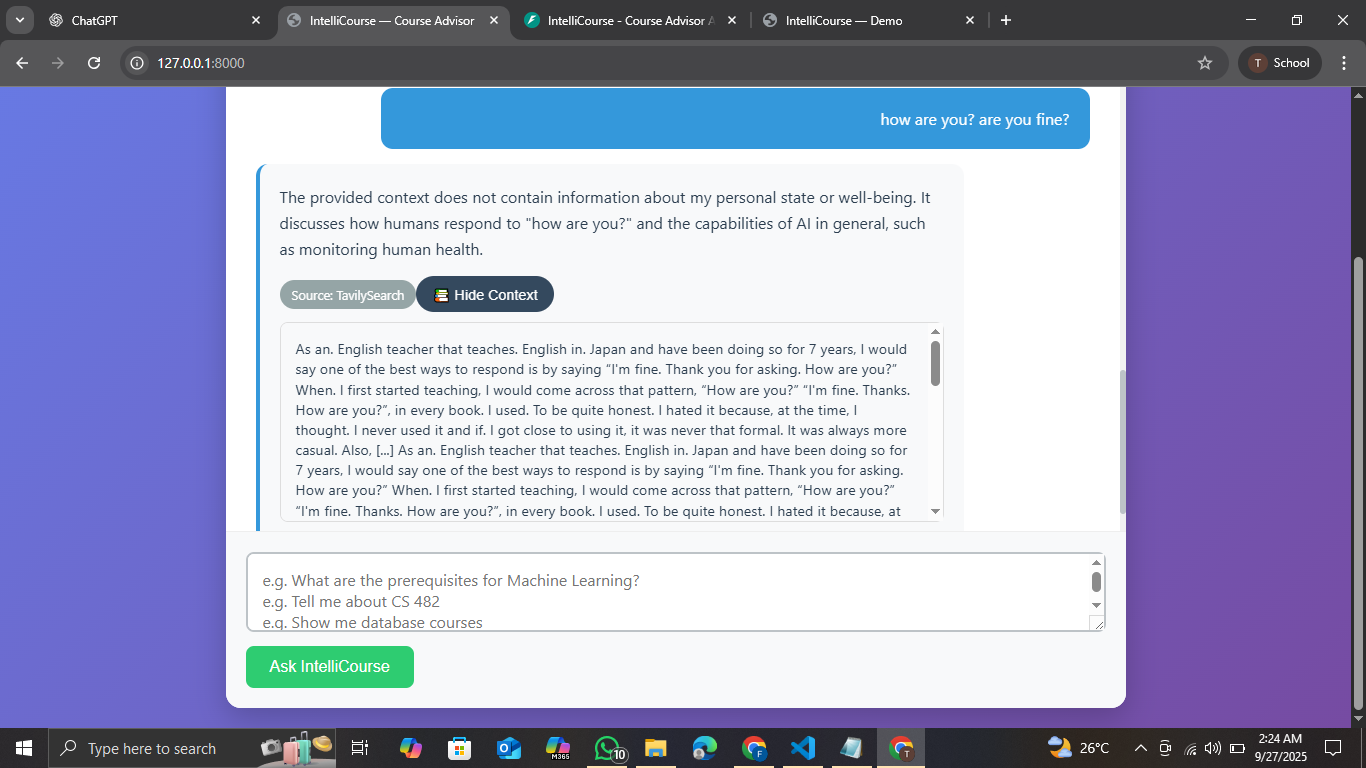 ChatGPT
IntelliCourse — Course Advisor
IntelliCourse - Course Advisor A
IntelliCourse — Demo
127.0.0.1:8000
T School
how are you? are you fine?
The provided context does not contain information about my personal state or well-being. It
discusses how humans respond to "how are you?" and the capabilities of AI in general, such
as monitoring human health.
Source: TavilySearch
Hide Context
As an. English teacher that teaches. English in. Japan and have been doing so for 7 years, I would
say one of the best ways to respond is by saying “I'm fine. Thank you for asking. How are you?”
When. I first started teaching, I would come across that pattern, “How are you?” “I'm fine. Thanks.
How are you?”, in every book. I used. To be quite honest. I hated it because, at the time, I
thought. I never used it and if. I got close to using it, it was never that formal. It was always more
casual. Also, [...] As an. English teacher that teaches. English in. Japan and have been doing so for
7 years, I would say one of the best ways to respond is by saying “I'm fine. Thank you for asking.
How are you?” When. I first started teaching, I would come across that pattern, “How are you?”
“I'm fine. Thanks. How are you?”, in every book. I used. To be quite honest. I hated it because, at
e.g. What are the prerequisites for Machine Learning?
e.g. Tell me about CS 482
e.g. Show me database courses
Ask IntelliCourse
Type here to search
M365
10
F
T
26°C
2:24 AM
9/27/2025